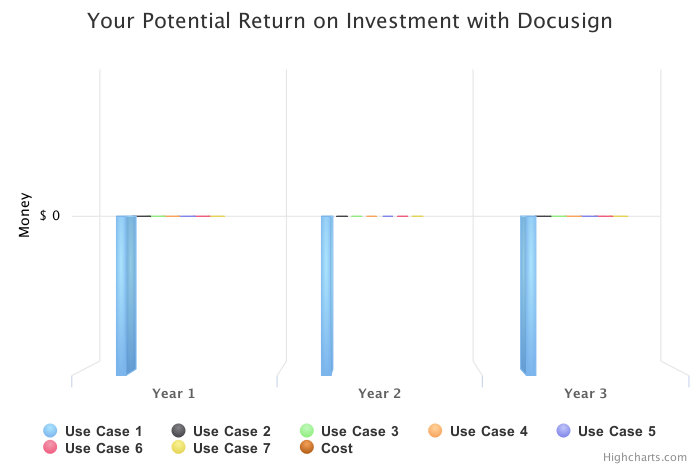 Your Potential Return on Investment with Docusign
Money
$ 0
Year 1 Year 2 Year 3
Use Case 1 Use Case 2 Use Case 3 Use Case 4 Use Case 5
Use Case 6 Use Case 7 Cost
Highcharts.com